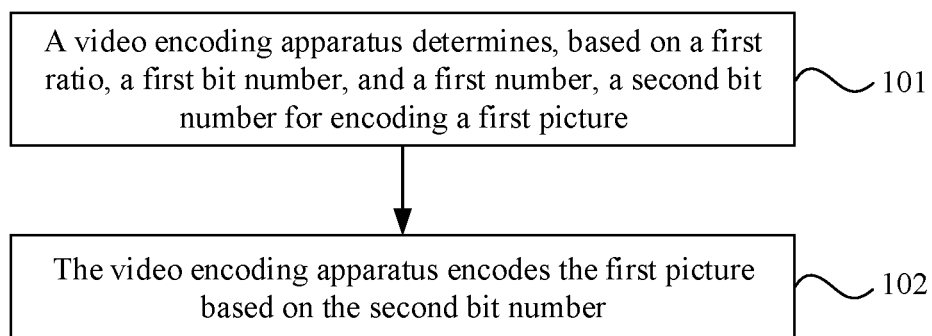 A video encoding apparatus determines, based on a first
ratio, a first bit number, and a first number, a second bit
number for encoding a first picture
101
The video encoding apparatus encodes the first picture
based on the second bit number
102